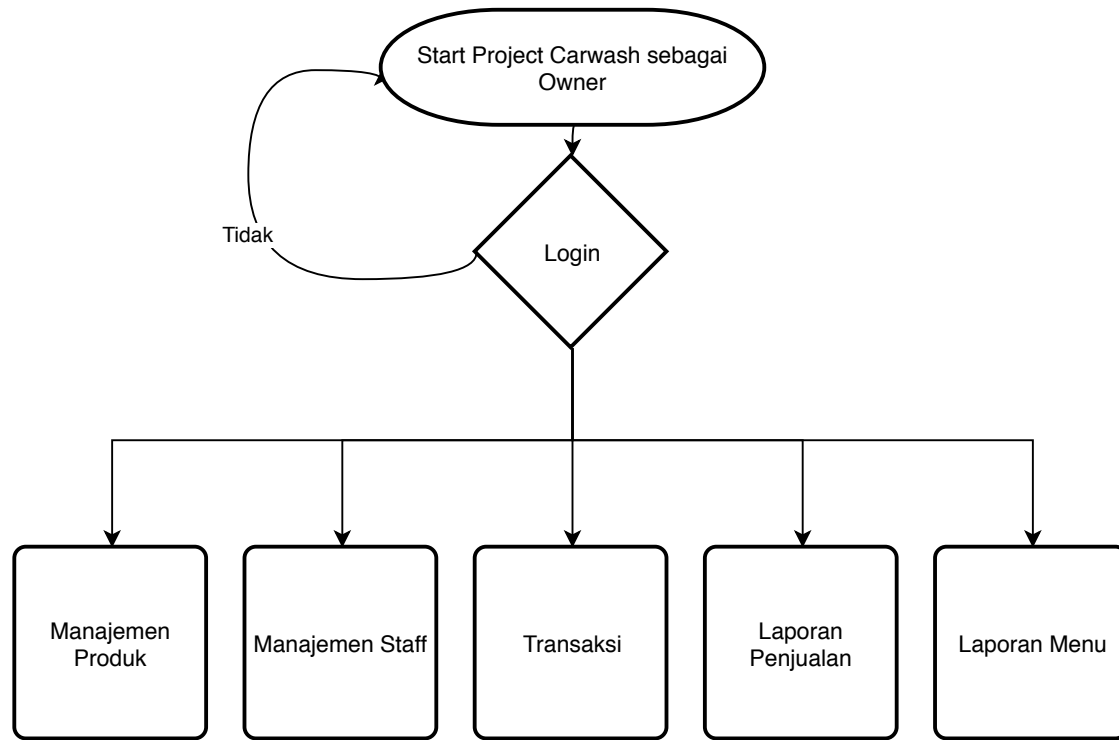 Start Project Carwash sebagai
Owner
Tidak
Login
Manajemen
Produk
Manajemen Staff
Transaksi
Laporan
Penjualan
Laporan Menu